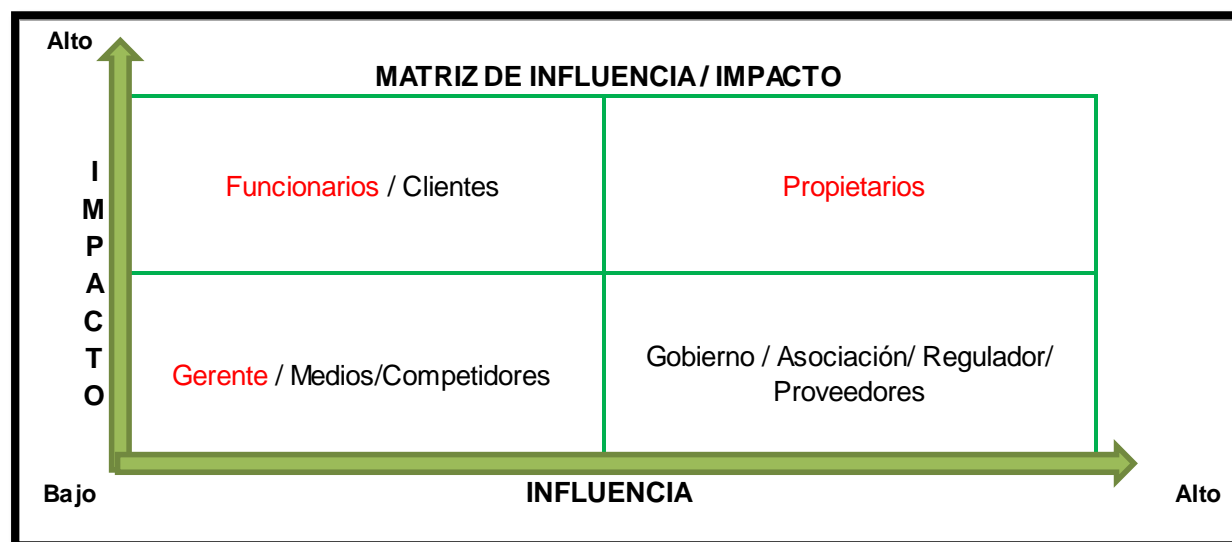 Alto
MATRIZ DE INFLUENCIA / IMPACTO
I
M
P
A
C
T
O
Funcionarios / Clientes
Propietarios
Gerente / Medios/Competidores
Gobierno / Asociación/ Regulador/
Proveedores
Bajo
INFLUENCIA
Alto